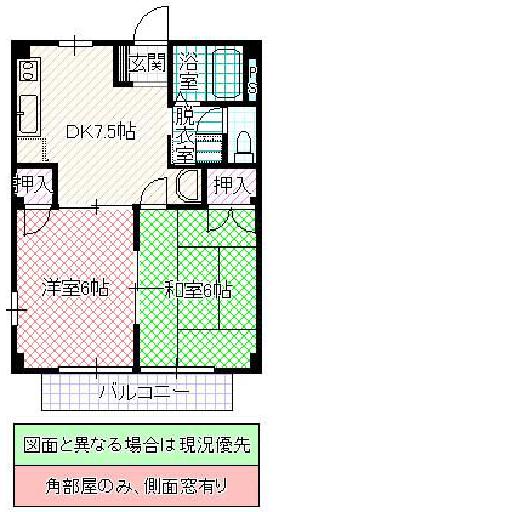 玄関
浴室
PS
DK7.5帖
脱衣室
押入
押入
洋室6帖
和室6帖
バルコニー
図面と異なる場合は現況優先
角部屋のみ、側面窓有り